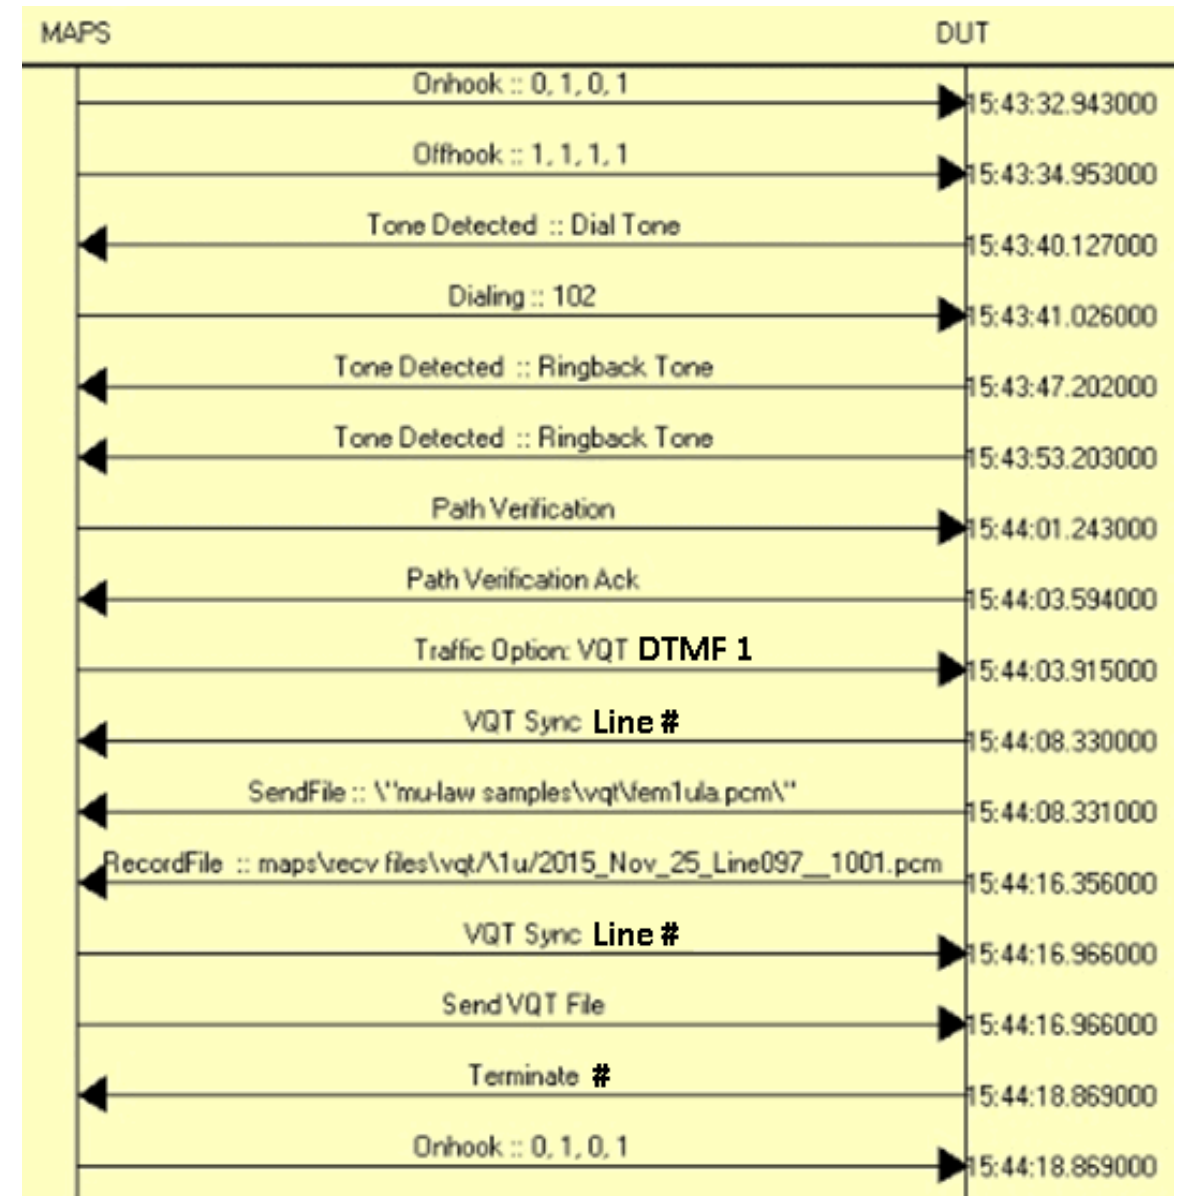 MAPS DUT
Onhook :: 0, 1, 0, 1
15:43:32.943000
Offhook :: 1, 1, 1, 1
15:43:34.953000
Tone Detected :: Dial Tone
15:43:40.127000
Dialing :: 102
15:43:41.026000
Tone Detected :: Ringback Tone
15:43:47.202000
Tone Detected :: Ringback Tone
15:43:53.203000
Path Verification
15:44:01.243000
Path Verification Ack
15:44:03.594000
Traffic Option: VQT DTMF 1
15:44:03.915000
VQT Sync Line #
15:44:08.330000
SendFile :: \"mu-law samples\vqt\fem1ula.pcm\"
15:44:08.331000
RecordFile :: maps\recv files\vqt/\1u/2015_Nov_25_Line097__1001.pcm
15:44:16.356000
VQT Sync Line #
15:44:16.966000
Send VQT File
15:44:16.966000
Terminate #
15:44:18.869000
Onhook :: 0, 1, 0, 1
15:44:18.869000